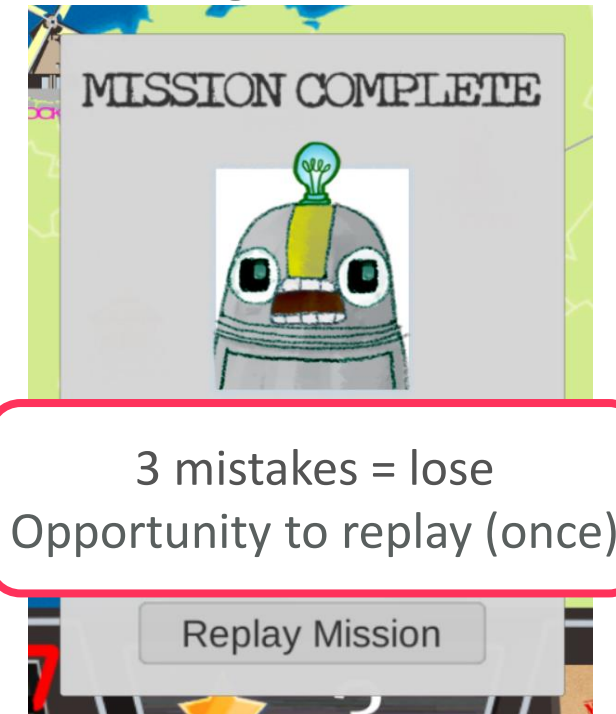 MISSION COMPLETE
3 mistakes = lose
Opportunity to replay (once)
Replay Mission